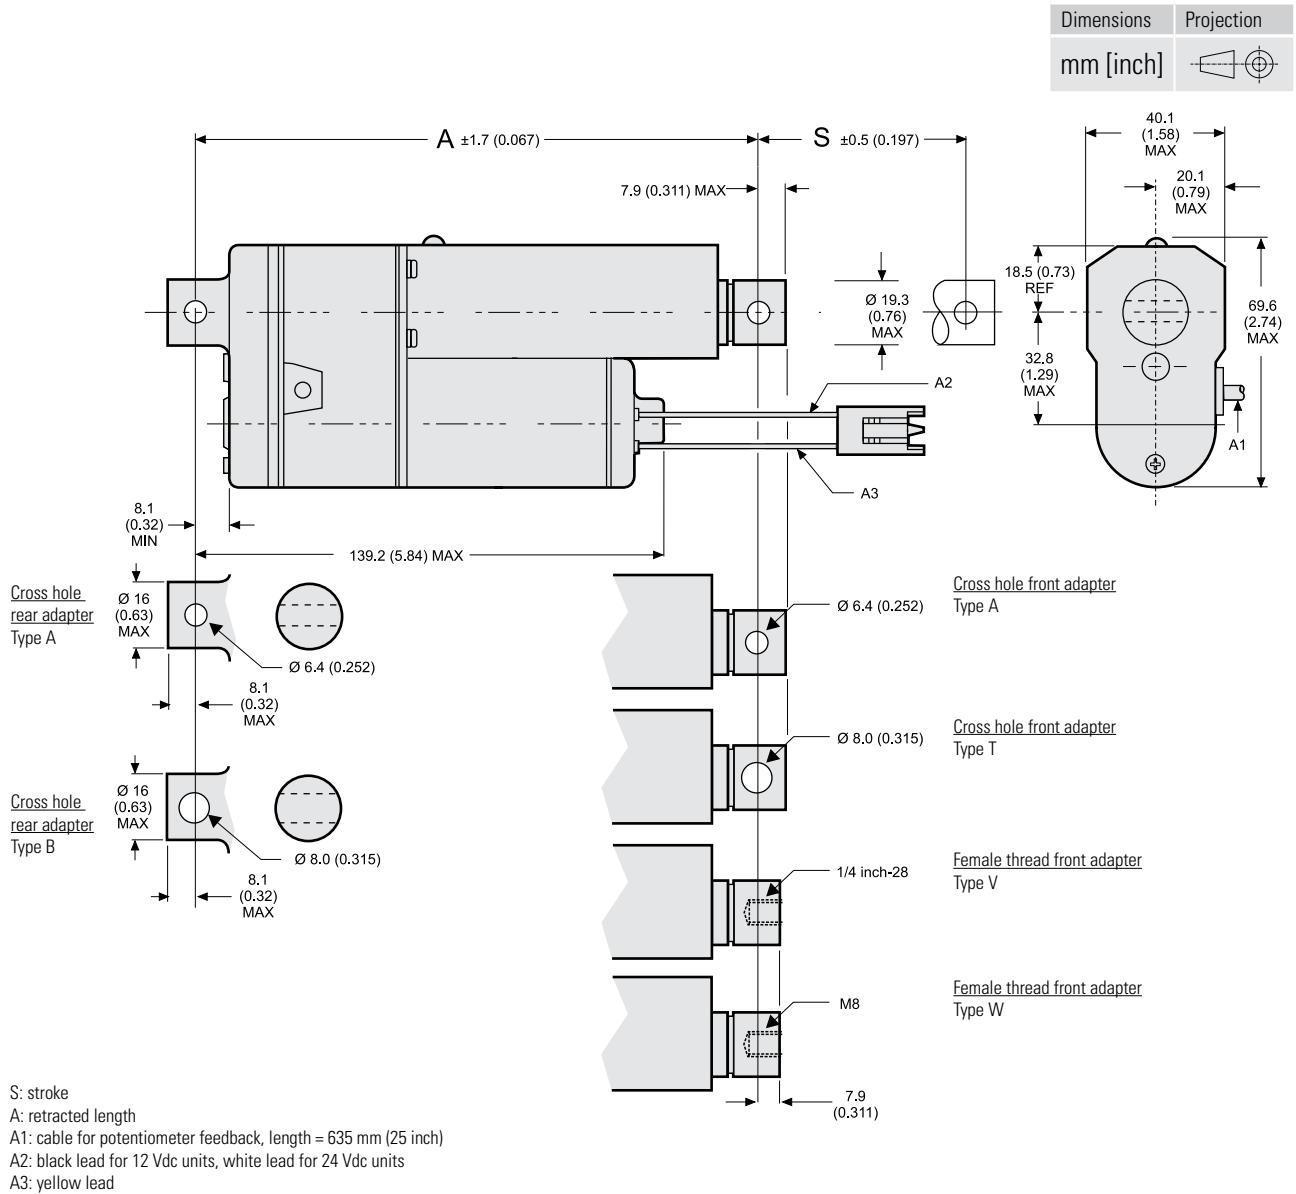 Dimensions Projection
mm [inch]
A ±1.7 (0.067)
S ±0.5 (0.197)
7.9 (0.311) MAX
40.1
(1.58)
MAX
20.1
(0.79)
MAX
18.5 (0.73)
REF
Ø 19.3
(0.76)
MAX
69.6
(2.74)
MAX
32.8
(1.29)
MAX
A2
A1
A3
8.1
(0.32)
MIN
139.2 (5.84) MAX
Cross hole
rear adapter
Type A
Ø 16
(0.63)
MAX
Ø 6.4 (0.252)
8.1
(0.32)
MAX
Ø 6.4 (0.252)
Cross hole front adapter
Type A
Ø 8.0 (0.315)
Cross hole front adapter
Type T
Cross hole
rear adapter
Type B
Ø 16
(0.63)
MAX
Ø 8.0 (0.315)
8.1
(0.32)
MAX
1/4 inch-28
Female thread front adapter
Type V
M8
Female thread front adapter
Type W
7.9
(0.311)
S: stroke
A: retracted length
A1: cable for potentiometer feedback, length = 635 mm (25 inch)
A2: black lead for 12 Vdc units, white lead for 24 Vdc units
A3: yellow lead